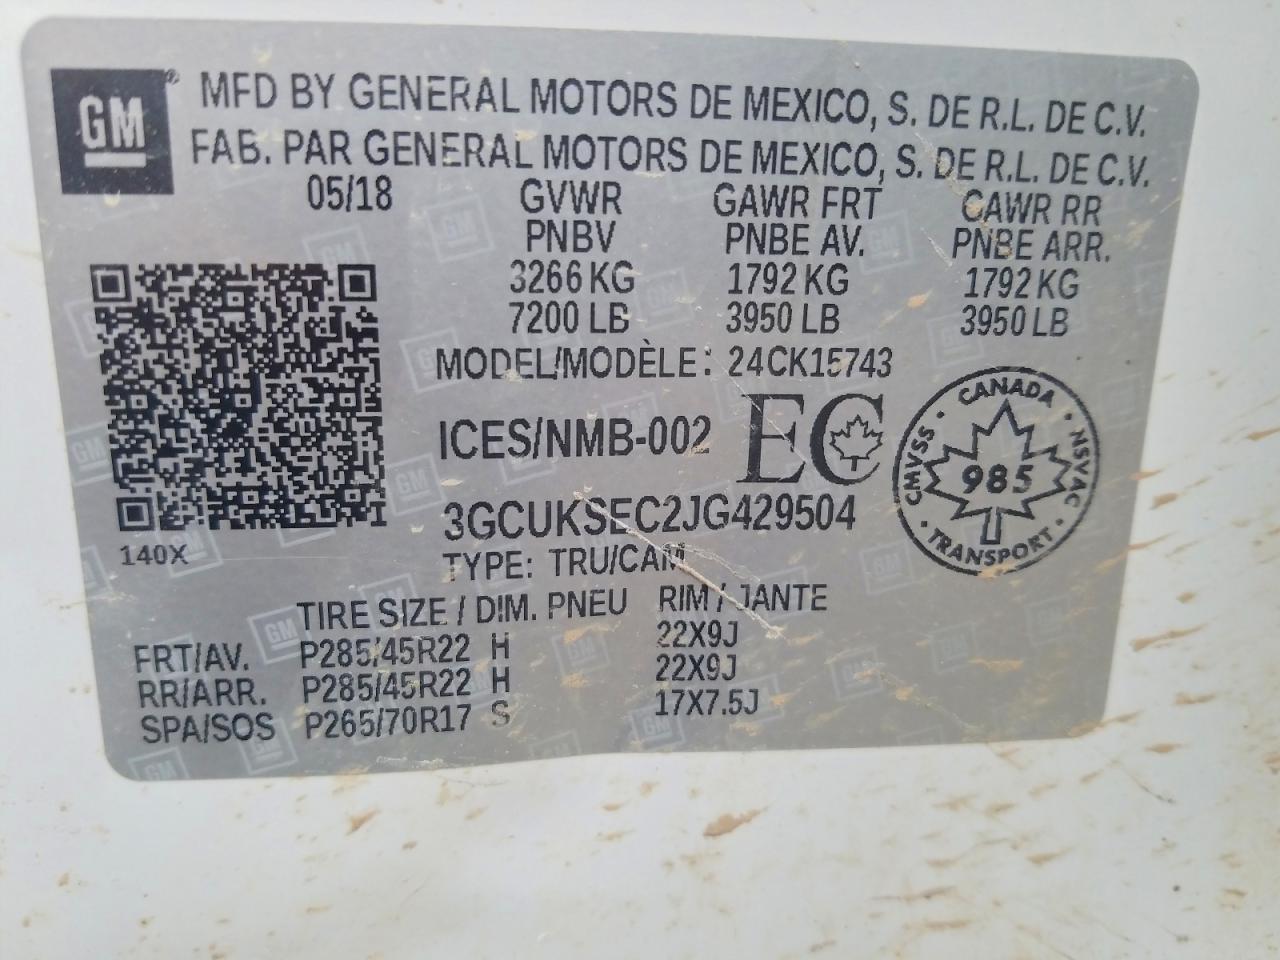 GM
MFD BY GENERAL MOTORS DE MEXICO, S. DE R.L. DE C.V.
FAB. PAR GENERAL MOTORS DE MEXICO, S. DE R.L. DE C.V.
05/18 GVWR GAWR FRT GAWR RR
PNBV PNBE AV. PNBE ARR.
3266 KG 1792 KG 1792 KG
7200 LB 3950 LB 3950 LB
MODEL/MODÈLE: 24CK15743
ICES/NMB-002 EC
CANADA
CMVSS 985 NSVAC
TRANSPORT
3GCUKSEC2JG429504
140X
TYPE: TRU/CAM
TIRE SIZE / DIM. PNEU RIM / JANTE
FRT/AV. P285/45R22 H 22X9J
RR/ARR. P285/45R22 H 22X9J
SPA/SOS P265/70R17 S 17X7.5J